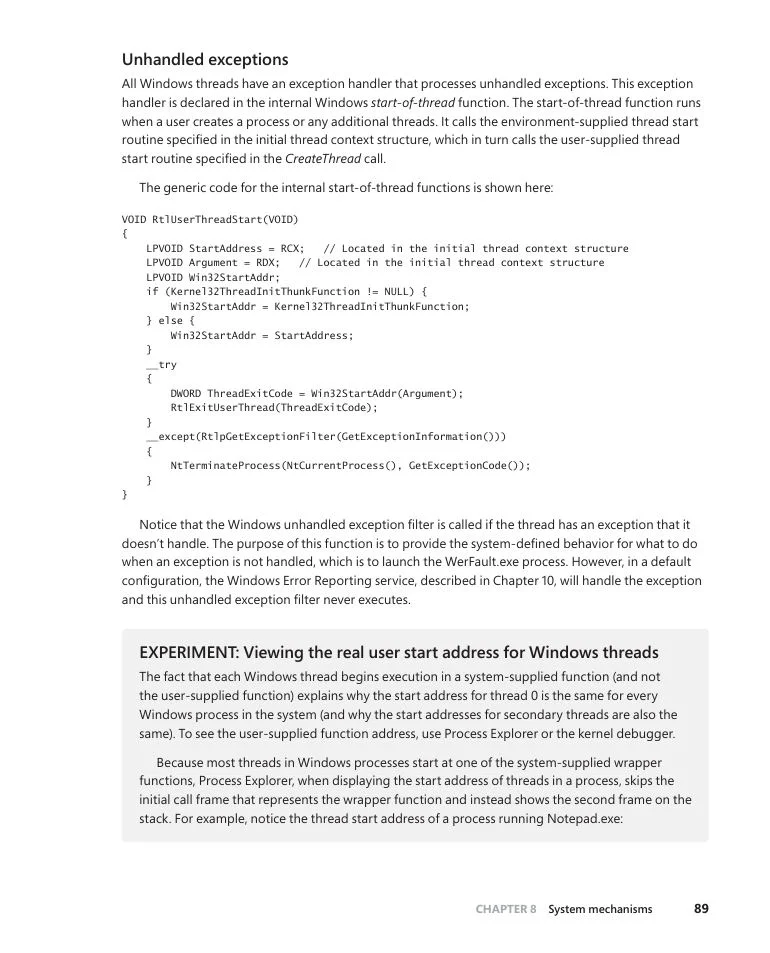 Unhandled exceptions
All Windows threads have an exception handler that processes unhandled exceptions. This exception
handler is declared in the internal Windows start-of-thread function. The start-of-thread function runs
when a user creates a process or any additional threads. It calls the environment-supplied thread start
routine specified in the initial thread context structure, which in turn calls the user-supplied thread
start routine specified in the CreateThread call.
The generic code for the internal start-of-thread functions is shown here:
VOID RtlUserThreadStart(VOID)
{
    LPVOID StartAddress = RCX;   // Located in the initial thread context structure
    LPVOID Argument = RDX;   // Located in the initial thread context structure
    LPVOID Win32StartAddr;
    if (Kernel32ThreadInitThunkFunction != NULL) {
        Win32StartAddr = Kernel32ThreadInitThunkFunction;
    } else {
        Win32StartAddr = StartAddress;
    }
    __try
    {
        DWORD ThreadExitCode = Win32StartAddr(Argument);
        RtlExitUserThread(ThreadExitCode);
    }
    __except(RtlpGetExceptionFilter(GetExceptionInformation()))
    {
        NtTerminateProcess(NtCurrentProcess(), GetExceptionCode());
    }
}
Notice that the Windows unhandled exception filter is called if the thread has an exception that it
doesn’t handle. The purpose of this function is to provide the system-defined behavior for what to do
when an exception is not handled, which is to launch the WerFault.exe process. However, in a default
configuration, the Windows Error Reporting service, described in Chapter 10, will handle the exception
and this unhandled exception filter never executes.
EXPERIMENT: Viewing the real user start address for Windows threads
The fact that each Windows thread begins execution in a system-supplied function (and not
the user-supplied function) explains why the start address for thread 0 is the same for every
Windows process in the system (and why the start addresses for secondary threads are also the
same). To see the user-supplied function address, use Process Explorer or the kernel debugger.
Because most threads in Windows processes start at one of the system-supplied wrapper
functions, Process Explorer, when displaying the start address of threads in a process, skips the
initial call frame that represents the wrapper function and instead shows the second frame on the
stack. For example, notice the thread start address of a process running Notepad.exe:
CHAPTER 8 System mechanisms 89